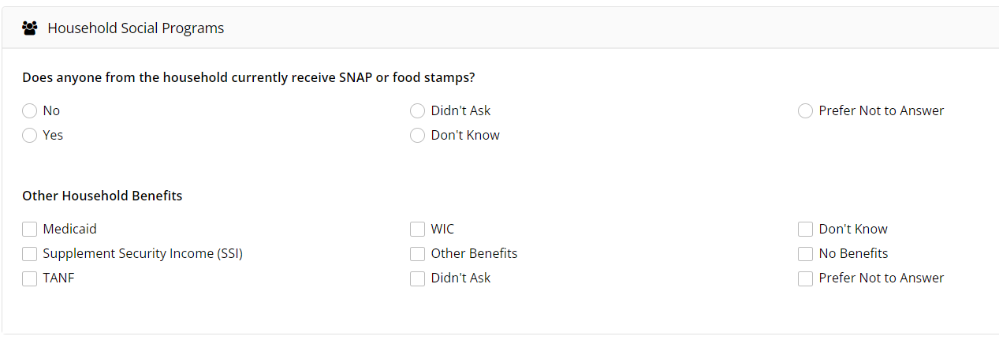 Household Social Programs
Does anyone from the household currently receive SNAP or food stamps?
No
Didn't Ask
Prefer Not to Answer
Yes
Don't Know
Other Household Benefits
Medicaid
WIC
Don't Know
Supplement Security Income (SSI)
Other Benefits
No Benefits
TANF
Didn't Ask
Prefer Not to Answer